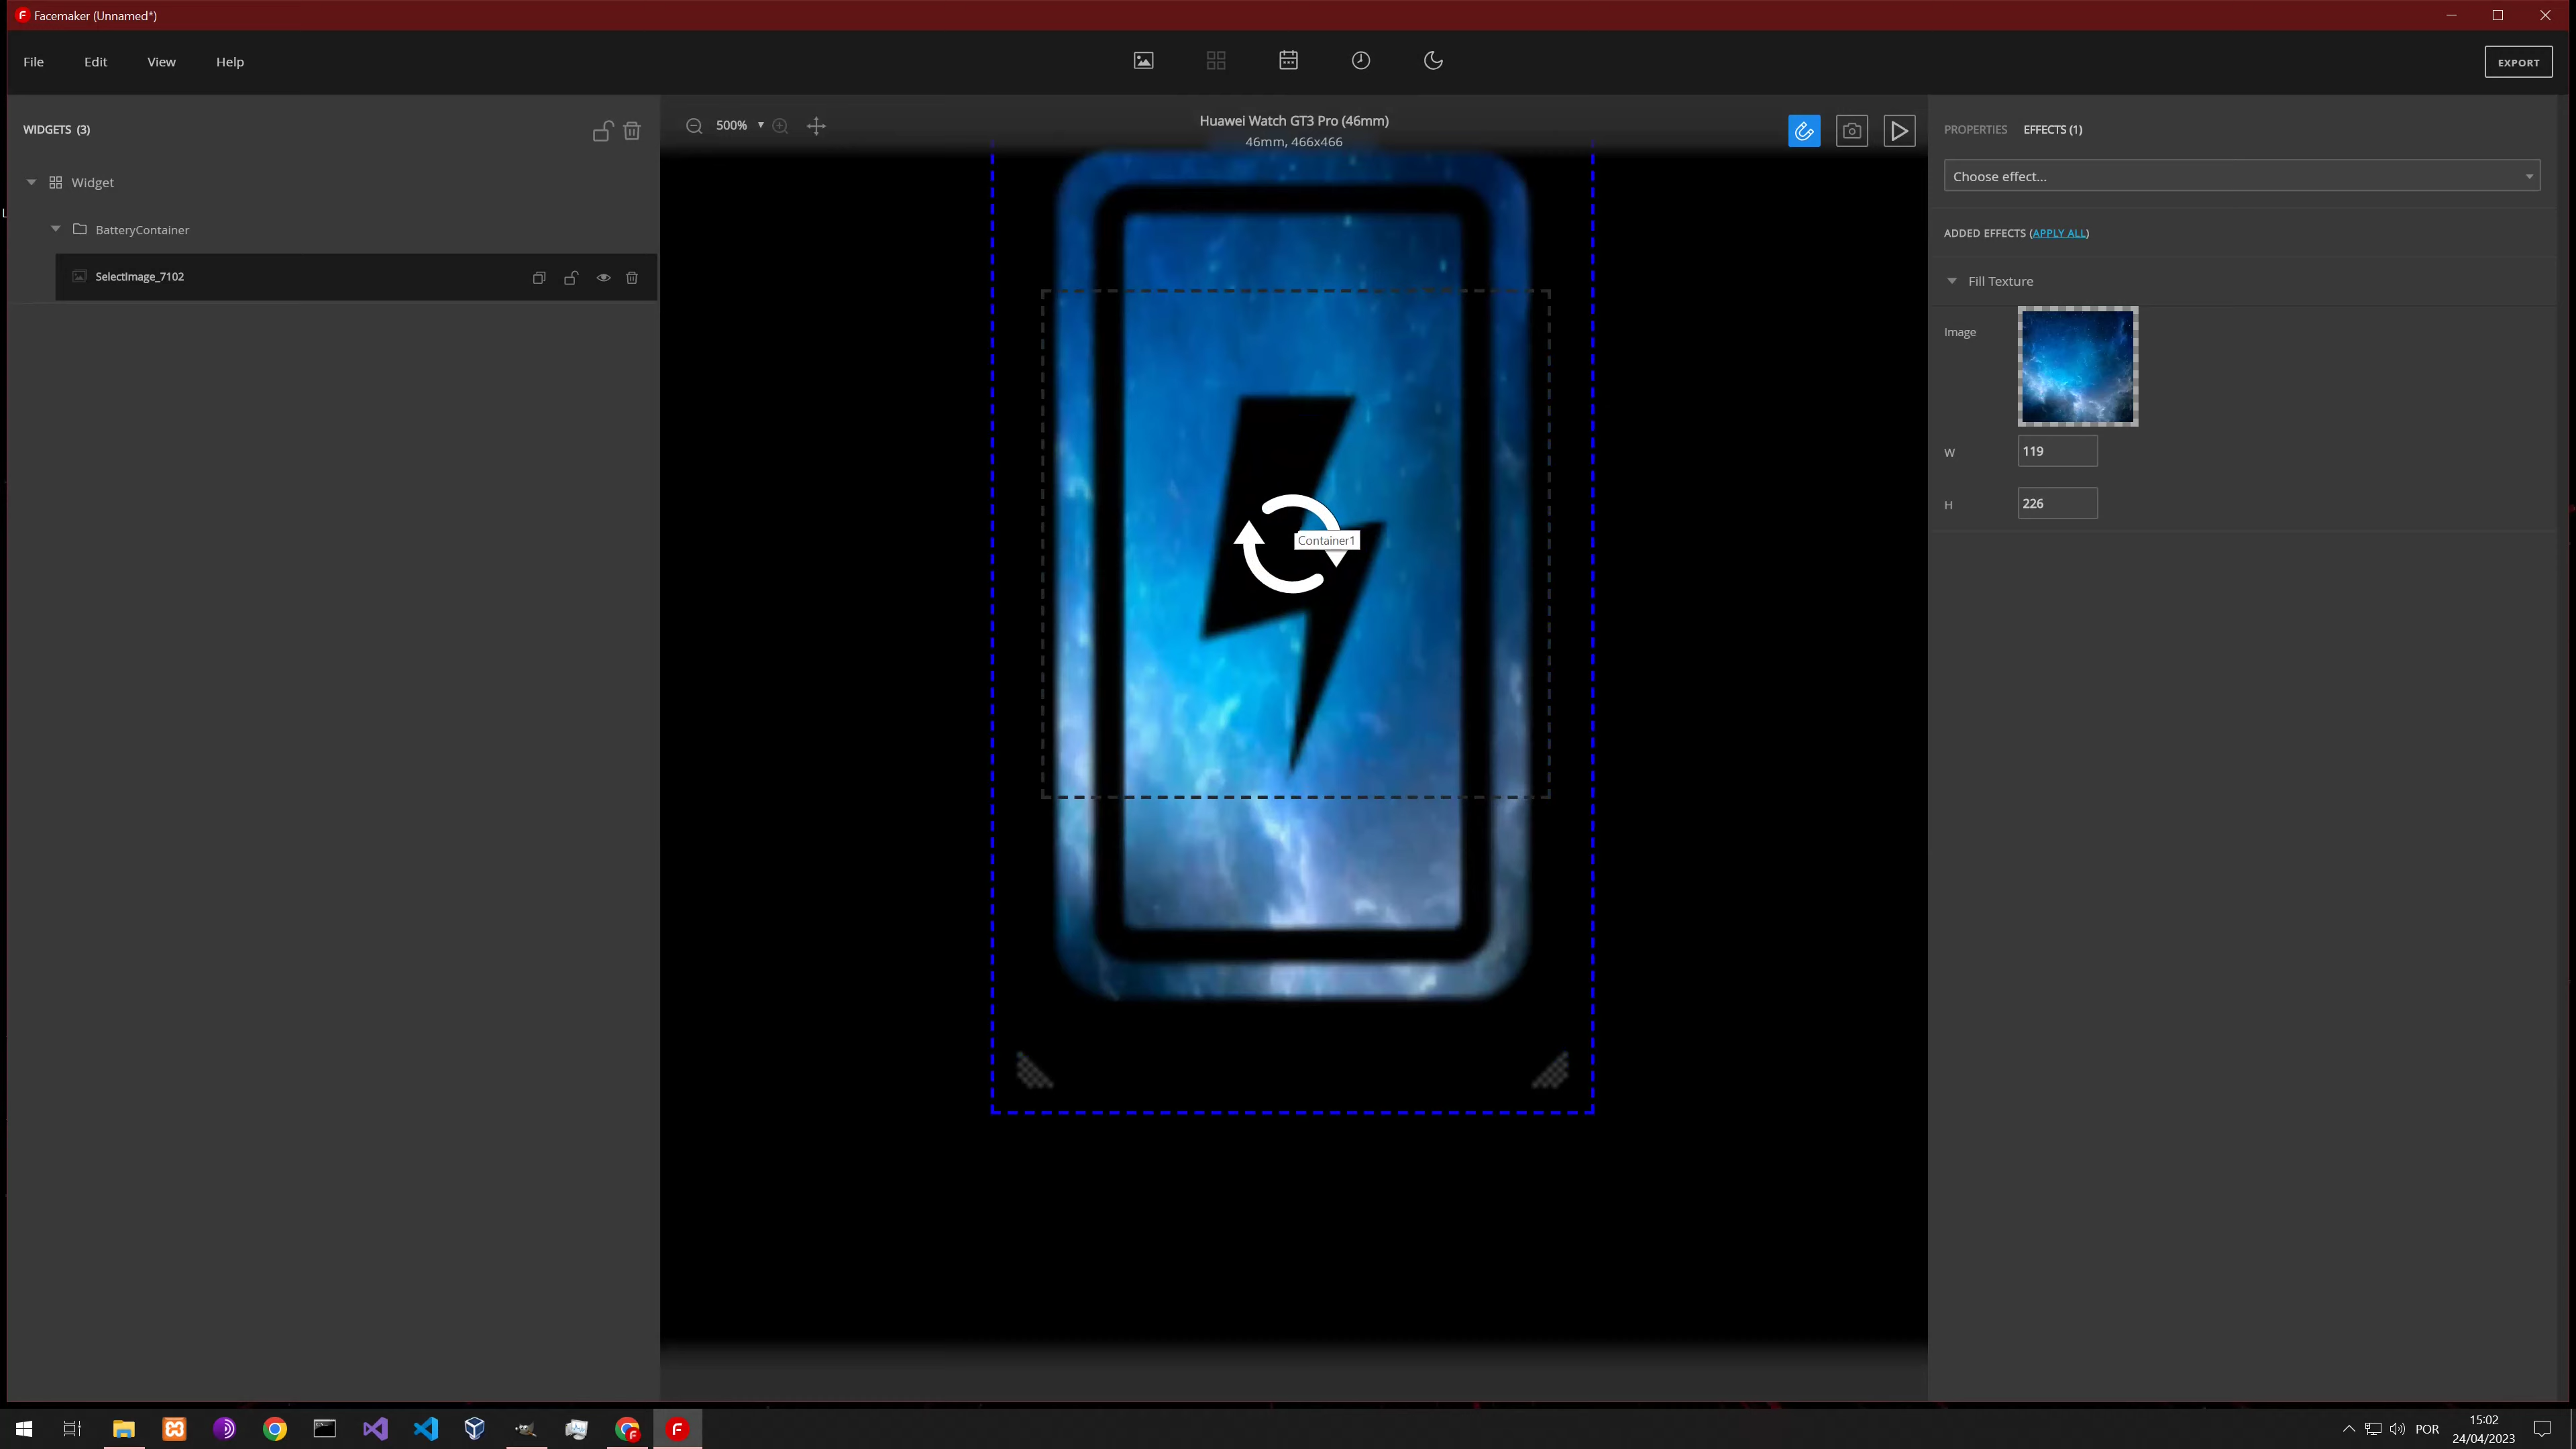 Facemaker (Unnamed*)
File Edit View Help
EXPORT
WIDGETS (3)
500%
Huawei Watch GT3 Pro (46mm)
46mm, 466x466
PROPERTIES EFFECTS (1)
Widget
Choose effect...
BatteryContainer
ADDED EFFECTS (APPLY ALL)
SelectImage_7102
Fill Texture
Image
W 119
H 226
Container1
POR
15:02
24/04/2023